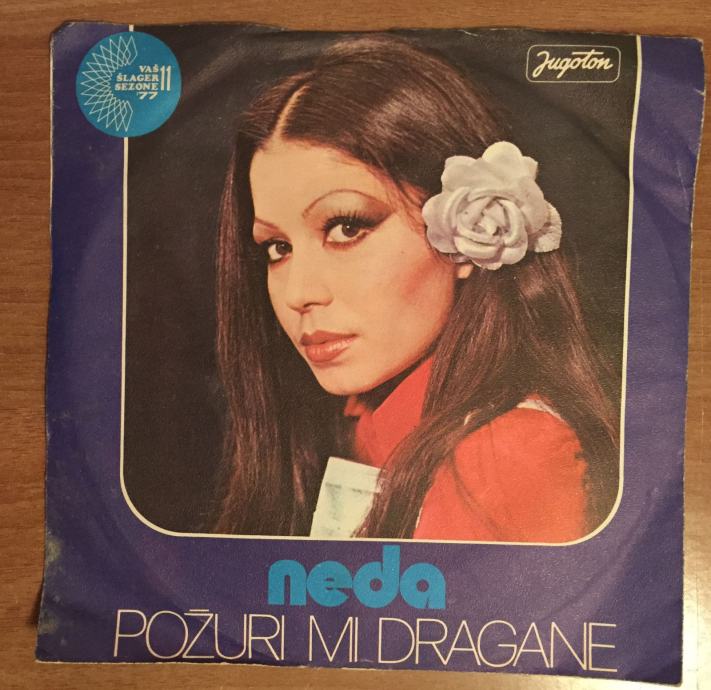 VAŠ
ŠLAGER
SEZONE
11
'77
Jugoton
neda
POŽURI MI DRAGANE